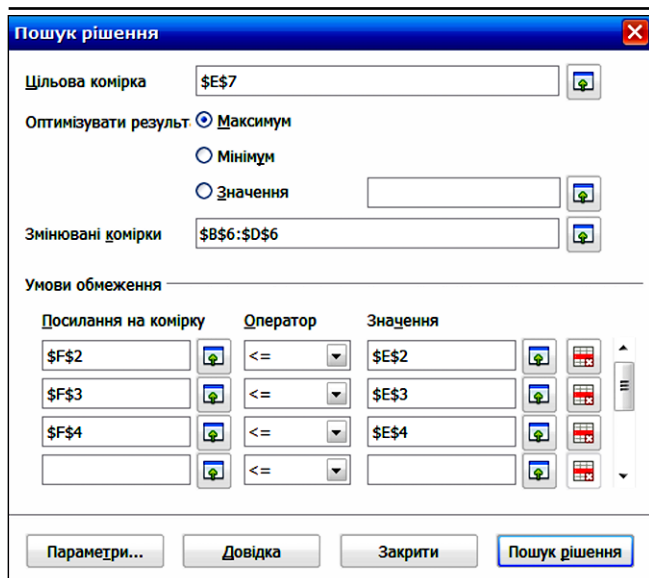 Пошук рішення
Цільова комірка $E$7
Оптимізувати результ Максимум
Мінімум
Значення
Змінювані комірки $B$6:$D$6
Умови обмеження
Посилання на комірку Оператор Значення
$F$2 <= $E$2
$F$3 <= $E$3
$F$4 <= $E$4
<=
Параметри... Довідка Закрити Пошук рішення